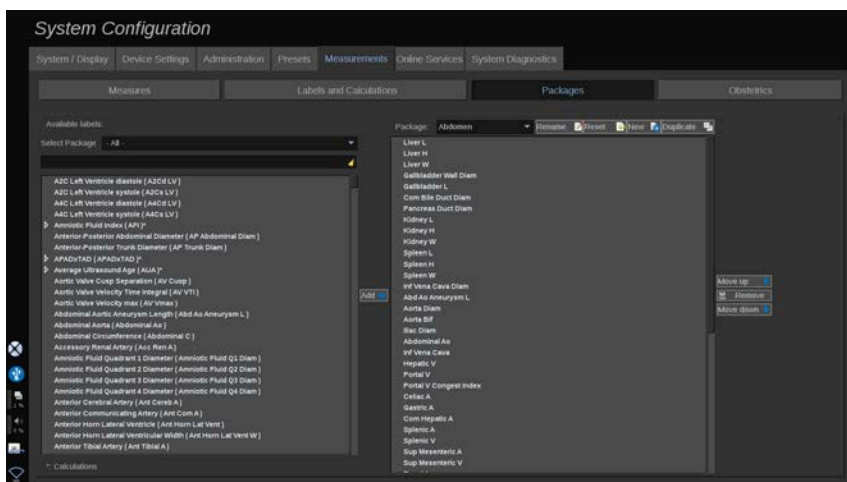 System Configuration
System / Display Device Settings Administration Presets Measurements Online Services System Diagnostics
Measures Labels and Calculations Packages Obstetrics
Available labels:
Select Package - All -
A2C Left Ventricle diastole ( A2Cd LV )
A2C Left Ventricle systole ( A2Cs LV )
A4C Left Ventricle diastole ( A4Cd LV )
A4C Left Ventricle systole ( A4Cs LV )
Amniotic Fluid Index ( AFI )*
Anterior-Posterior Abdominal Diameter ( AP Abdominal Diam )
Anterior-Posterior Trunk Diameter ( AP Trunk Diam )
APADxTAD ( APADxTAD )*
Average Ultrasound Age ( AUA )*
Aortic Valve Cusp Separation ( AV Cusp )
Aortic Valve Velocity Time Integral ( AV VTI )
Aortic Valve Velocity max ( AV Vmax )
Abdominal Aortic Aneurysm Length ( Abd Ao Aneurysm L )
Abdominal Aorta ( Abdominal Ao )
Abdominal Circumference ( Abdominal C )
Accessory Renal Artery ( Acc Ren A )
Amniotic Fluid Quadrant 1 Diameter ( Amniotic Fluid Q1 Diam )
Amniotic Fluid Quadrant 2 Diameter ( Amniotic Fluid Q2 Diam )
Amniotic Fluid Quadrant 3 Diameter ( Amniotic Fluid Q3 Diam )
Amniotic Fluid Quadrant 4 Diameter ( Amniotic Fluid Q4 Diam )
Anterior Cerebral Artery ( Ant Cereb A )
Anterior Communicating Artery ( Ant Com A )
Anterior Horn Lateral Ventricle ( Ant Horn Lat Vent )
Anterior Horn Lateral Ventricular Width ( Ant Horn Lat Vent W )
Anterior Tibial Artery ( Ant Tibial A )
*: Calculations
Add
Package: Abdomen Rename Reset New Duplicate
Liver L
Liver H
Liver W
Gallbladder Wall Diam
Gallbladder L
Com Bile Duct Diam
Pancreas Duct Diam
Kidney L
Kidney H
Kidney W
Spleen L
Spleen H
Spleen W
Inf Vena Cava Diam
Abd Ao Aneurysm L
Aorta Diam
Aorta Bif
Iliac Diam
Abdominal Ao
Inf Vena Cava
Hepatic V
Portal V
Portal V Congest Index
Celiac A
Gastric A
Com Hepatic A
Splenic A
Splenic V
Sup Mesenteric A
Sup Mesenteric V
Move up
Remove
Move down